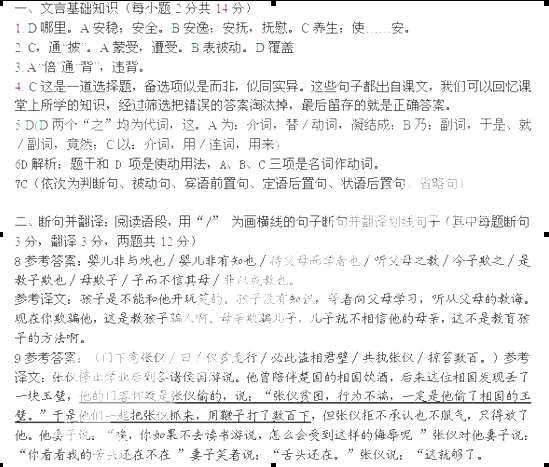 一、文言基础知识（每小题 2 分共 14 分）
1. D 哪里。A 安稳；安全。B 安逸；安抚，抚慰。C 养生；使……安。
2. C，通“披”。A 蒙受，遭受。B 表被动。D 覆盖
3. A “倍”通“背”，违背。
4. C 这是一道选择题，备选项似是而非，似同实异。这些句子都出自课文，我们可以回忆课
堂上所学的知识，经过筛选把错误的答案淘汰掉，最后留存的就是正确答案。
5.D(D 两个“之”均为代词，这。A 为：介词，替／动词，凝结成；B 乃：副词，于是、就
／副词，竟然；C 以：介词，用／连词，用来)
6D 解析：题干和 D 项是使动用法，A、B、C 三项是名词作动词。
7C（依次为判断句、被动句、宾语前置句、定语后置句、状语后置句、省略句）
二、断句并翻译：阅读语段，用“/” 为画横线的句子断句并翻译划线句子（其中每题断句
3 分，翻译 3 分，两题共 12 分）
8 参考答案：婴儿非与戏也／婴儿非有知也／待父母而学者也／听父母之教／今子欺之／是
教子欺也／母欺子／子而不信其母／非以成教也。
参考译文：孩子是不能和他开玩笑的。孩子没有知识，等着向父母学习，听从父母的教诲。
现在你欺骗他，这是教孩子骗人啊。母亲欺骗儿子，儿子就不相信他的母亲，这不是教育孩
子的方法啊。
9 参考答案：（门下意张仪／曰／仪贫无行／必此盗相君璧／共执张仪／掠笞数百。）参考
译文：张仪停止学业后到各诸侯国游说。他曾陪伴楚国的相国饮酒，后来这位相国发现丢了
一块玉璧，他的门客怀疑是张仪偷的，说：“张仪贫困，行为不端，一定是他偷了相国的玉
璧。”于是他们一起把张仪抓来，用鞭子打了数百下，但张仪拒不承认也不服气，只得放了
他。他妻子说：“唉，你如果不去读书游说，怎么会受到这样的侮辱呢 ”张仪对他妻子说：
“你看看我的舌头还在不在 ”妻子笑着说：“舌头还在。”张仪说：“这就够了。